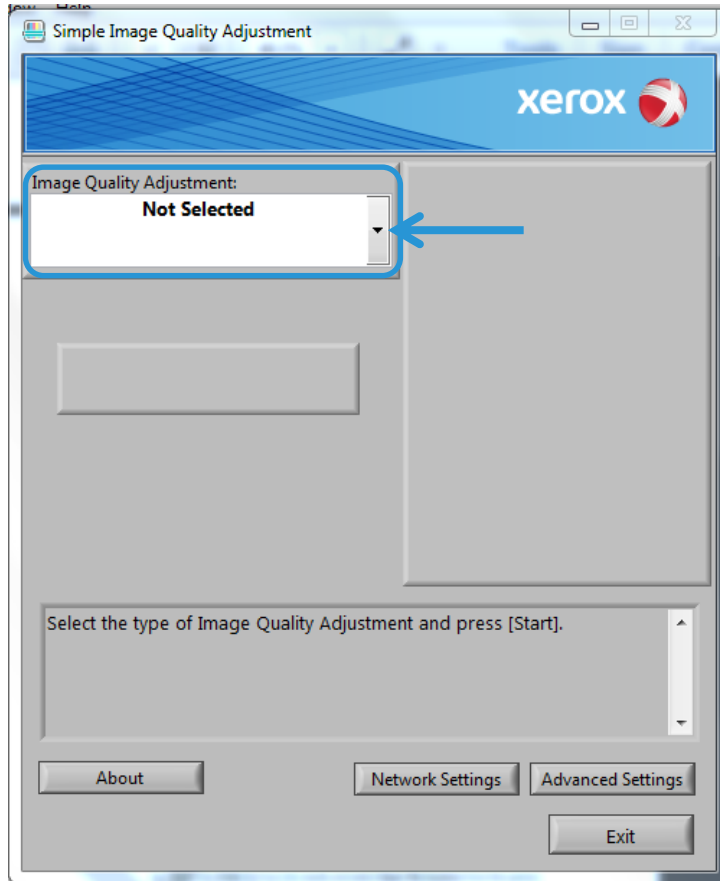 Simple Image Quality Adjustment
xerox
Image Quality Adjustment:
Not Selected
Select the type of Image Quality Adjustment and press [Start].
About
Network Settings
Advanced Settings
Exit